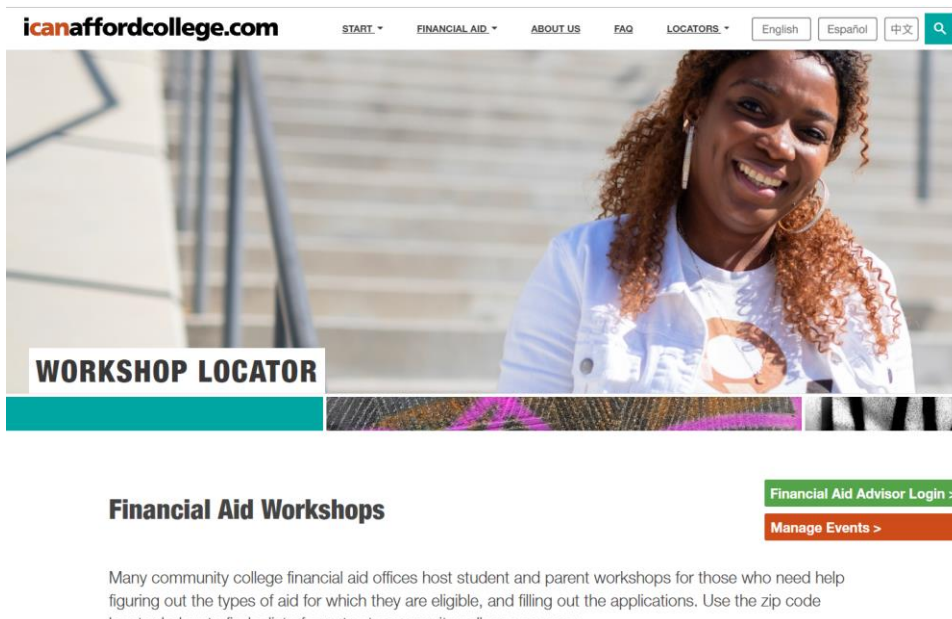 icanaffordcollege.com
START FINANCIAL AID ABOUT US FAQ LOCATORS English Español 中文
WORKSHOP LOCATOR
Financial Aid Workshops
Financial Aid Advisor Login >
Manage Events >
Many community college financial aid offices host student and parent workshops for those who need help
figuring out the types of aid for which they are eligible, and filling out the applications. Use the zip code